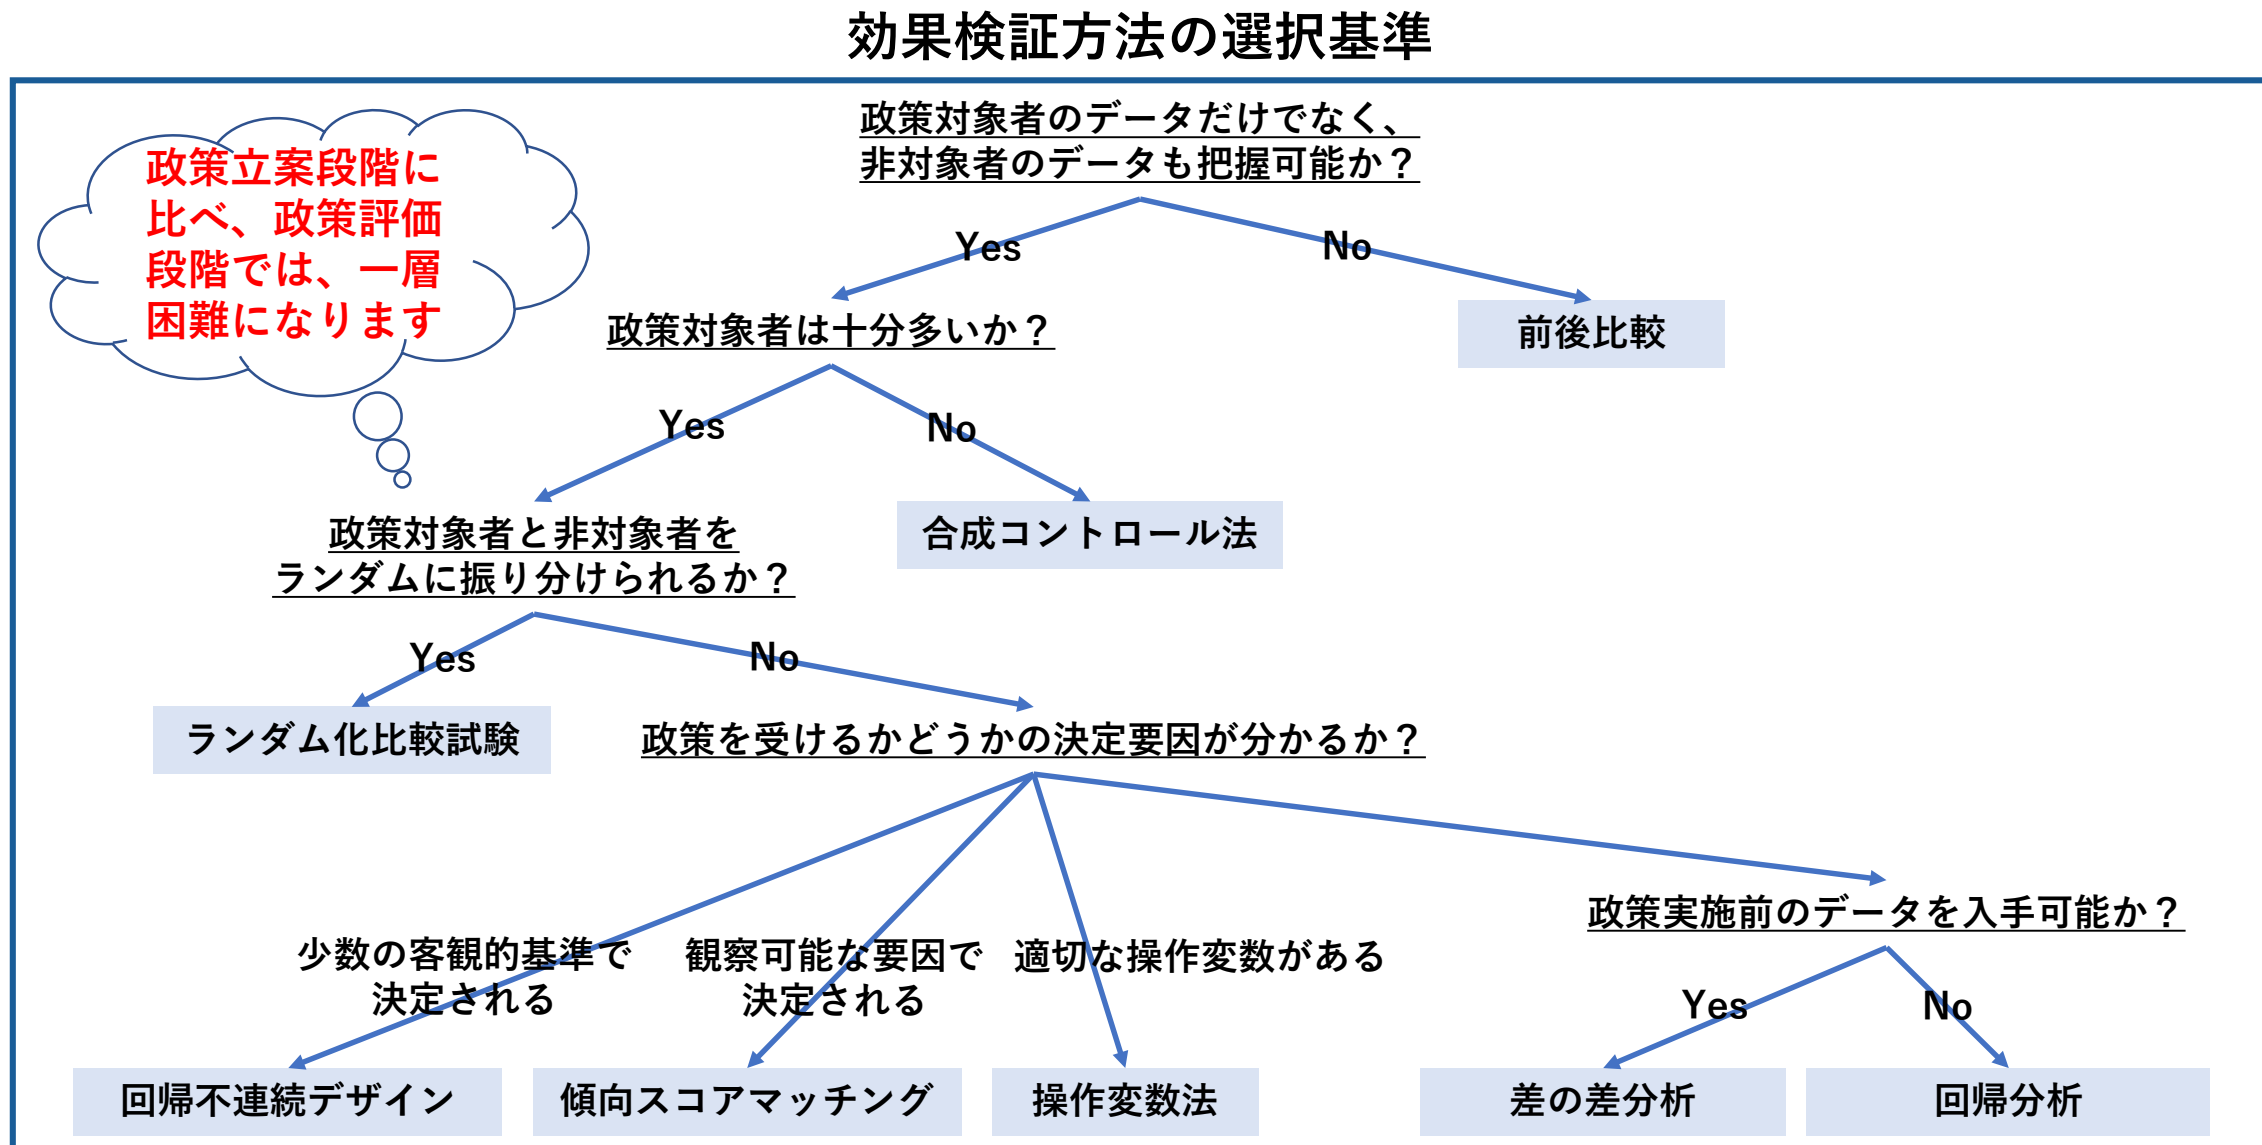 効果検証方法の選択基準
政策立案段階に
比べ、政策評価
段階では、一層
困難になります
政策対象者のデータだけでなく、
非対象者のデータも把握可能か？
Yes
No
政策対象者は十分多いか？
前後比較
Yes
No
政策対象者と非対象者を
ランダムに振り分けられるか？
合成コントロール法
Yes
No
ランダム化比較試験
政策を受けるかどうかの決定要因が分かるか？
少数の客観的基準で
決定される
観察可能な要因で
決定される
適切な操作変数がある
政策実施前のデータを入手可能か？
Yes
No
回帰不連続デザイン
傾向スコアマッチング
操作変数法
差の差分析
回帰分析